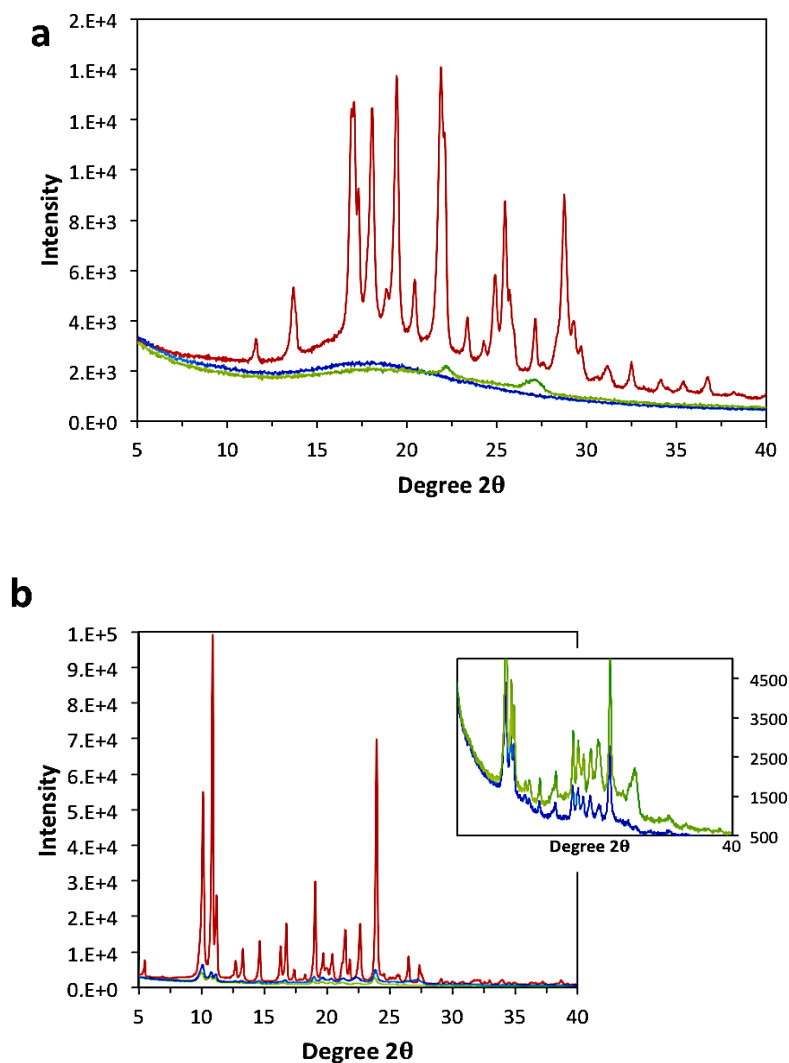 a
2.E+4
1.E+4
1.E+4
1.E+4
8.E+3
6.E+3
4.E+3
2.E+3
0.E+0
Intensity
5 10 15 20 25 30 35 40
Degree 2θ
b
1.E+5
9.E+4
8.E+4
7.E+4
6.E+4
5.E+4
4.E+4
3.E+4
2.E+4
1.E+4
0.E+0
Intensity
5 10 15 20 25 30 35 40
Degree 2θ
4500
3500
2500
1500
500
Degree 2θ
40